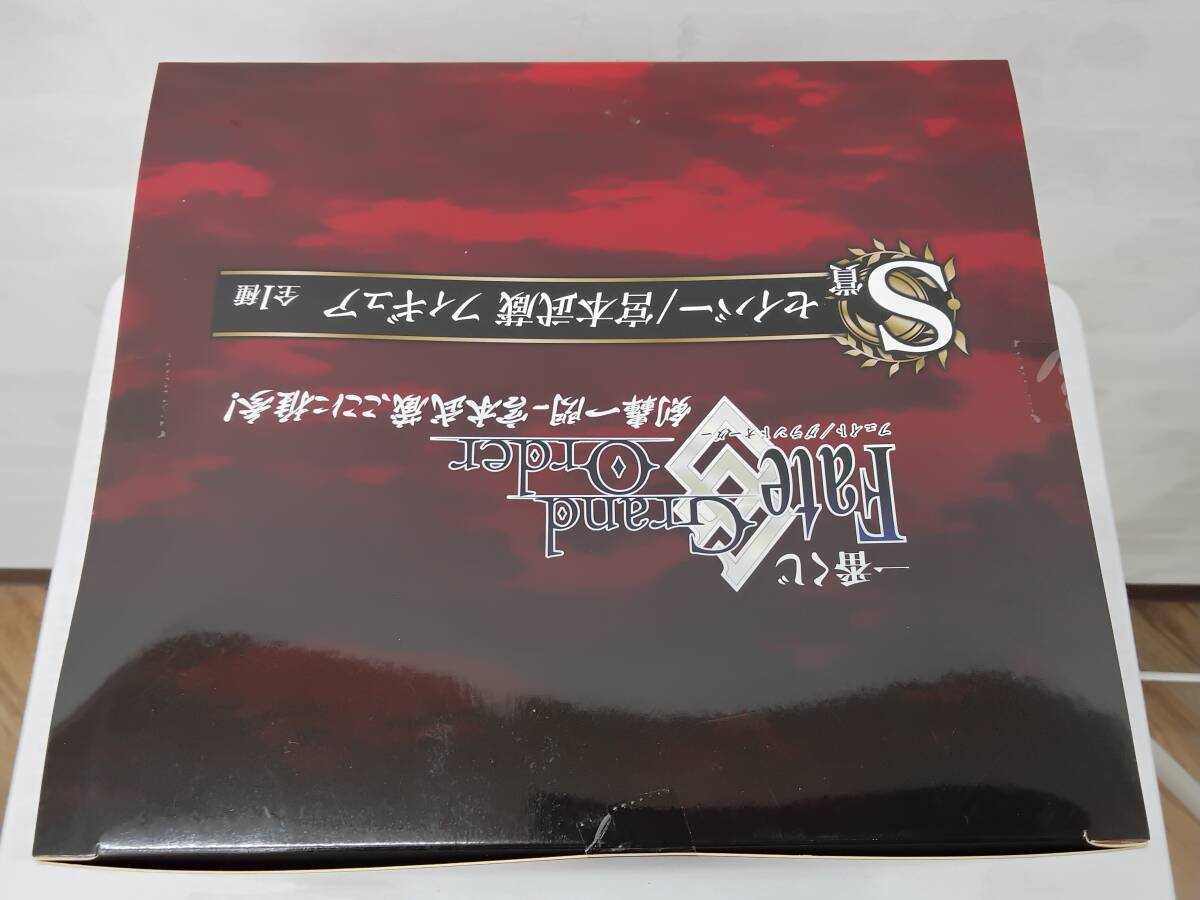 一番くじ
Fate
フェイト/グランドオーダー
Grand
Order
剣轟一閃-宮本武蔵、ここに推参!
S賞
セイバー/宮本武蔵 フィギュア 全1種